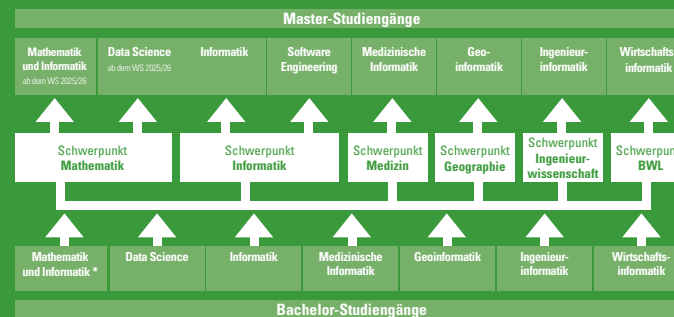 Master-Studiengänge
Mathematik
und Informatik
ab dem WS 2025/26
Data Science
ab dem WS 2025/26
Informatik
Software
Engineering
Medizinische
Informatik
Geo-
informatik
Ingenieur-
informatik
Wirtschafts
informatik
Schwerpunkt
Mathematik
Schwerpunkt
Informatik
Schwerpunkt
Medizin
Schwerpunkt
Geographie
Schwerpunkt
Ingenieur-
wissenschaft
Schwerpun
BWL
Mathematik
und Informatik *
Data Science
Informatik
Medizinische
Informatik
Geoinformatik
Ingenieur-
informatik
Wirtschafts-
informatik
Bachelor-Studiengänge